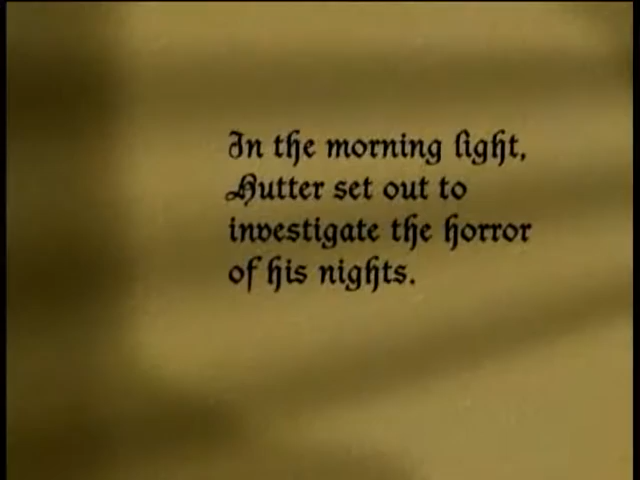 In the morning light,
Hutter set out to
investigate the horror
of his nights.